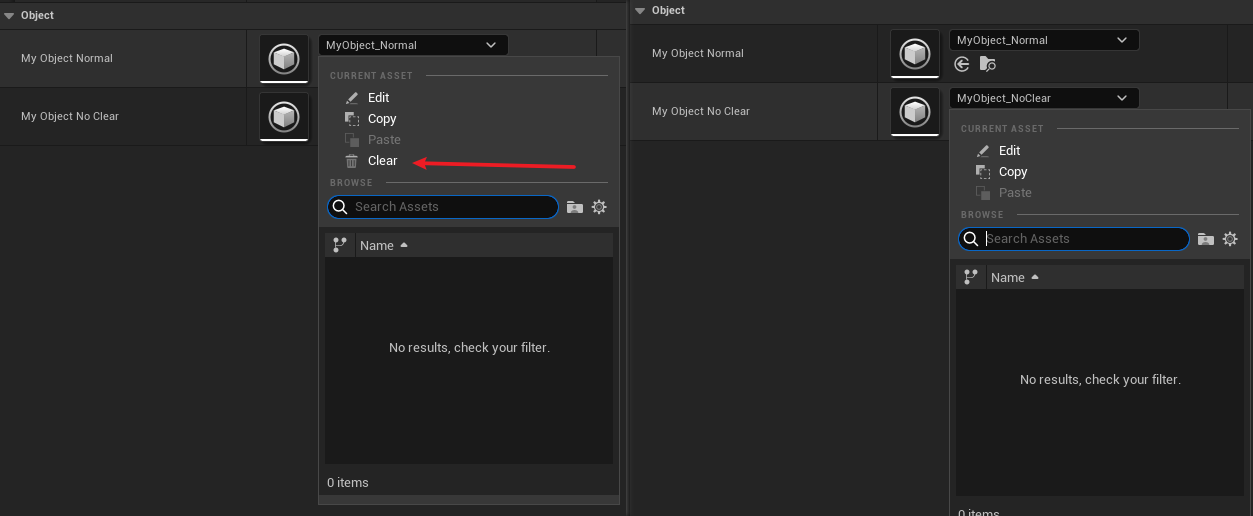 Object
My Object Normal
MyObject_Normal
CURRENT ASSET
Edit
Copy
Paste
Clear
BROWSE
Search Assets
Name
No results, check your filter.
0 items
My Object No Clear
Object
My Object Normal
MyObject_Normal
My Object No Clear
MyObject_NoClear
CURRENT ASSET
Edit
Copy
Paste
BROWSE
Search Assets
Name
No results, check your filter.
0 items